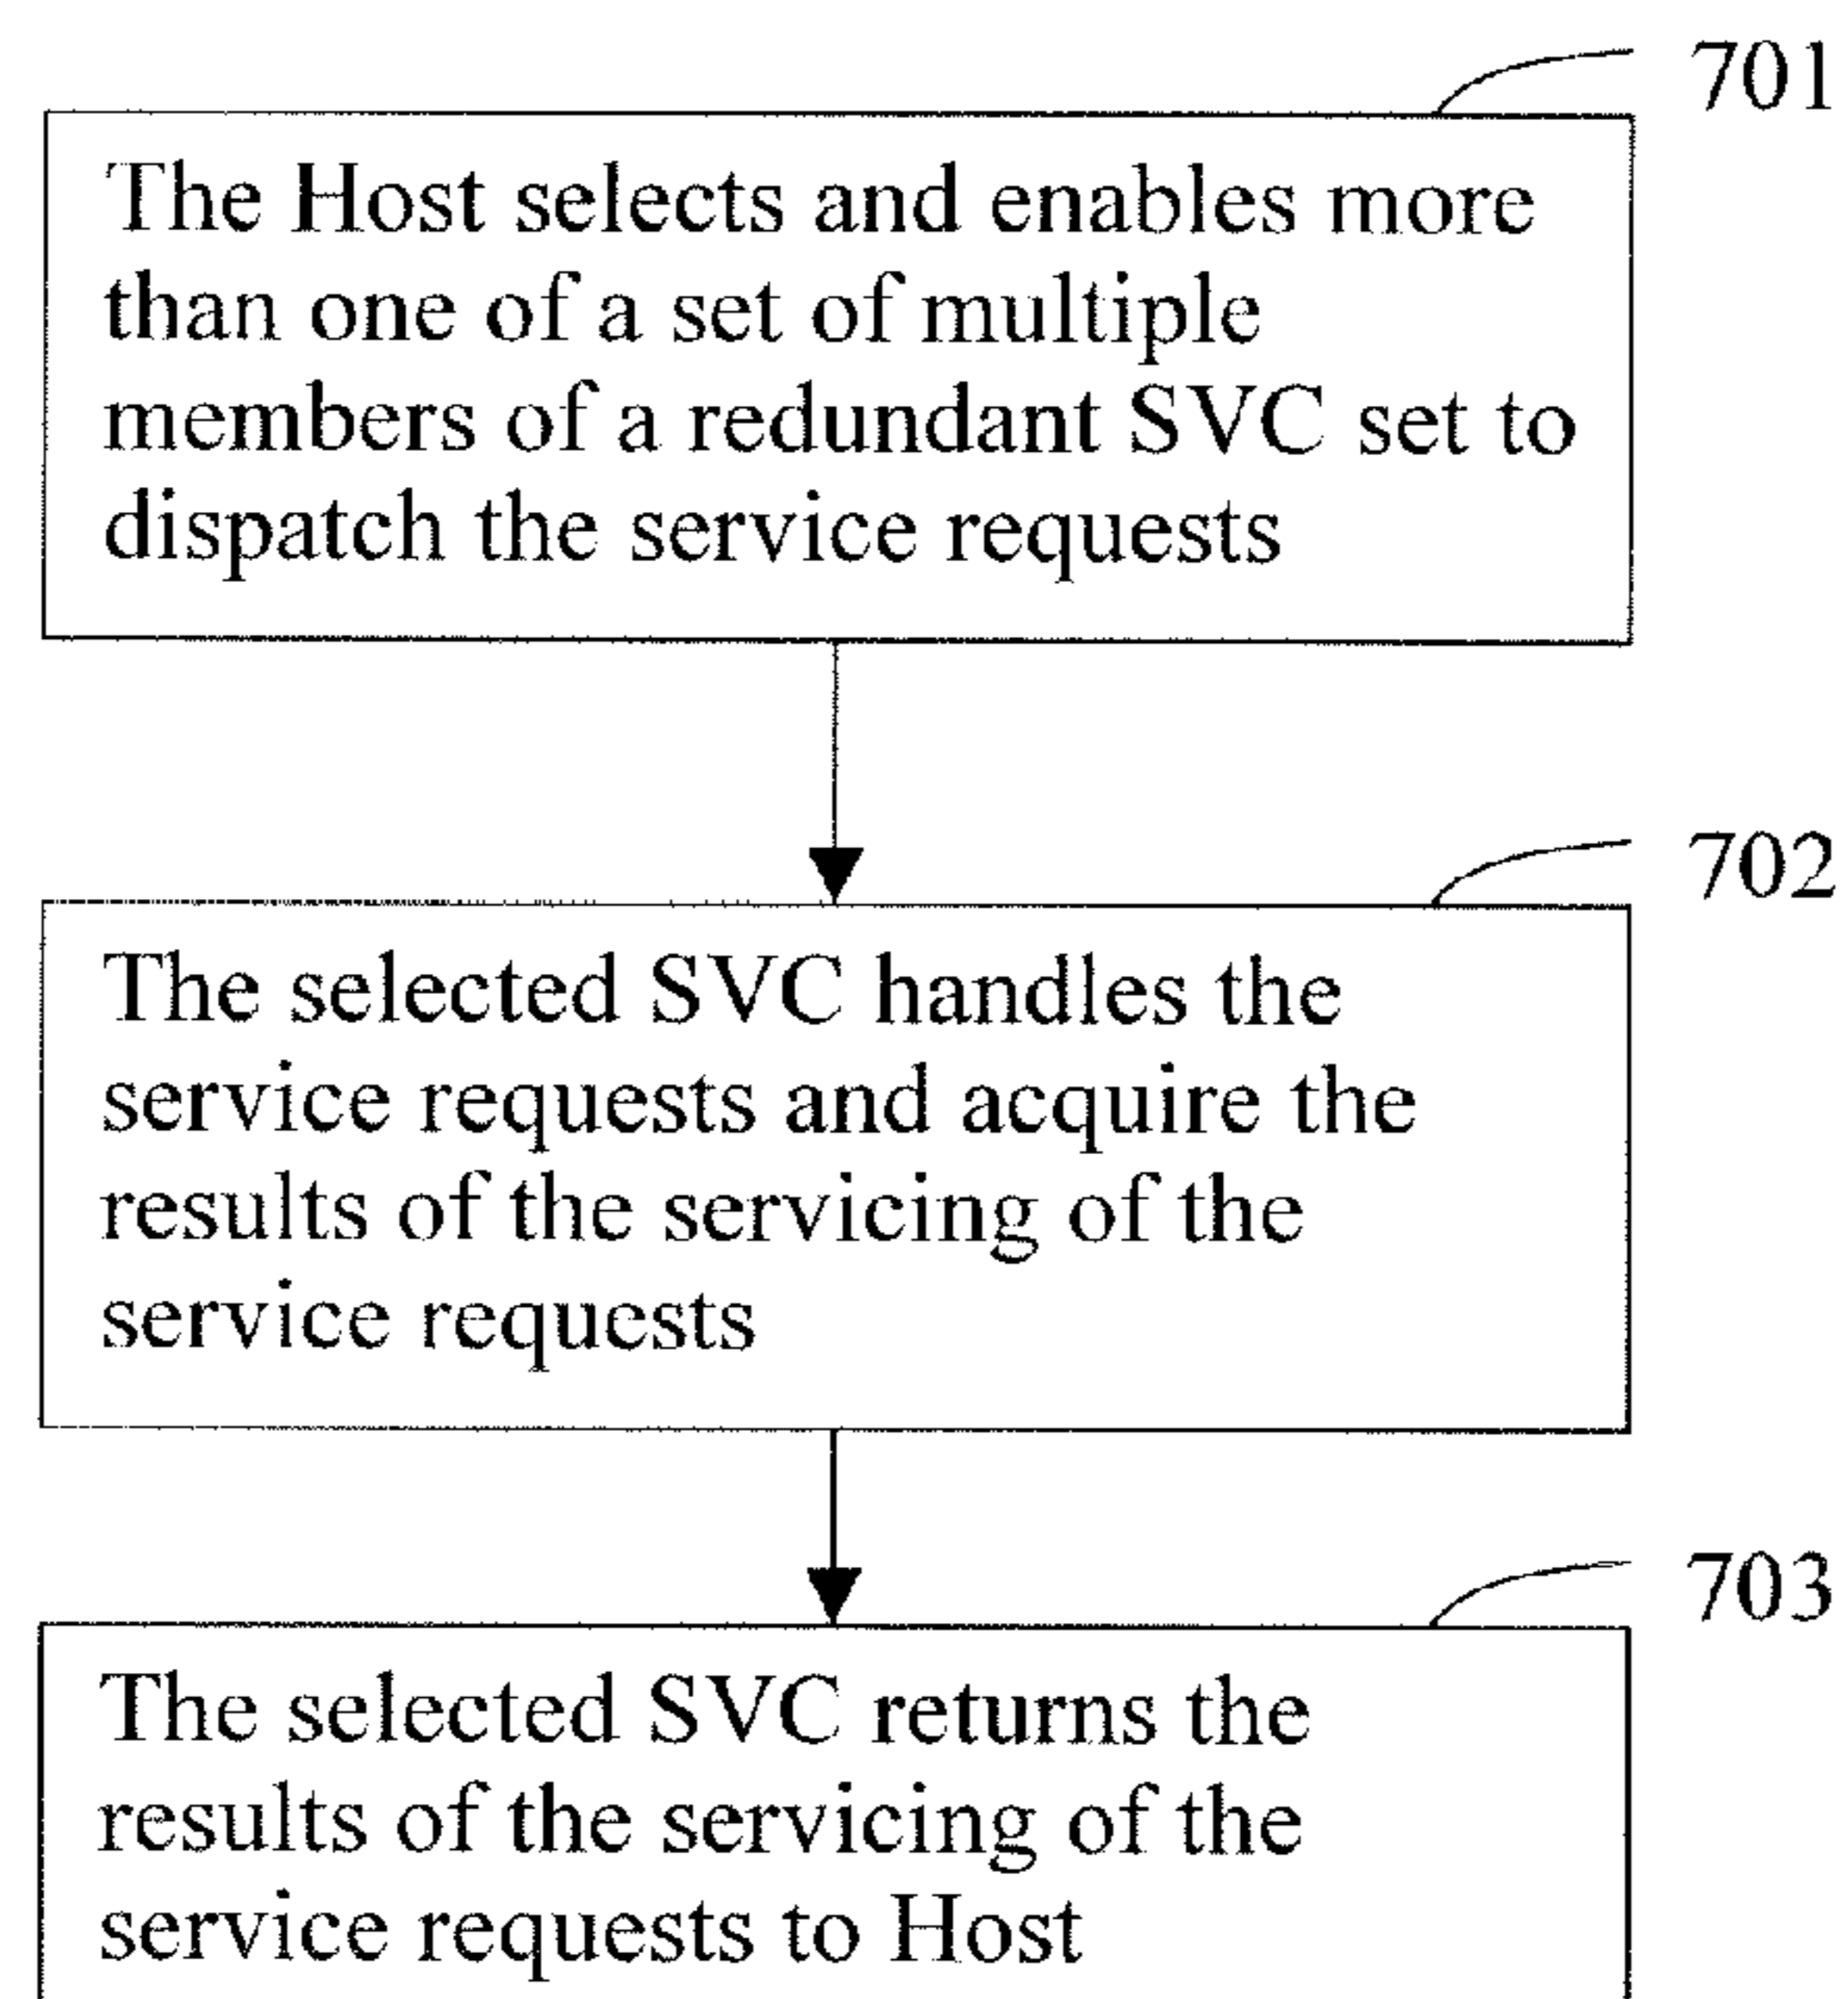 701
The Host selects and enables more
than one of a set of multiple
members of a redundant SVC set to
dispatch the service requests
702
The selected SVC handles the
service requests and acquire the
results of the servicing of the
service requests
703
The selected SVC returns the
results of the servicing of the
service requests to Host